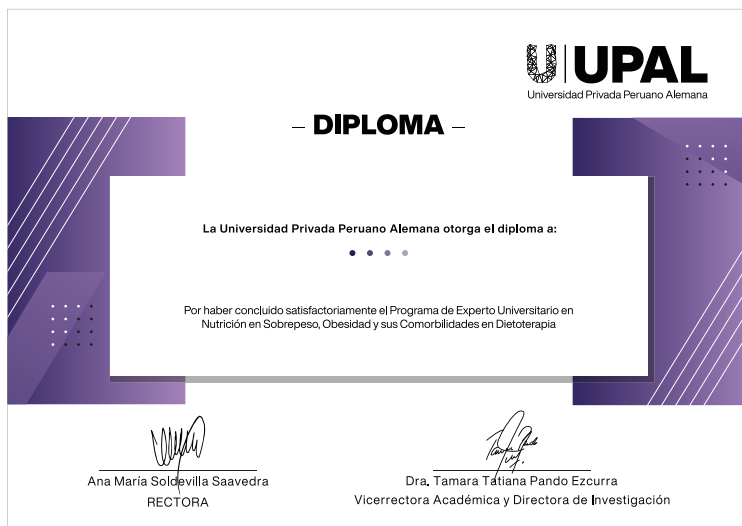 UPAL
Universidad Privada Peruano Alemana
– DIPLOMA –
La Universidad Privada Peruano Alemana otorga el diploma a:
Por haber concluido satisfactoriamente el Programa de Experto Universitario en
Nutrición en Sobrepeso, Obesidad y sus Comorbilidades en Dietoterapia
Ana María Soldevilla Saavedra
RECTORA
Dra. Tamara Tatiana Pando Ezcurra
Vicerrectora Académica y Directora de Investigación